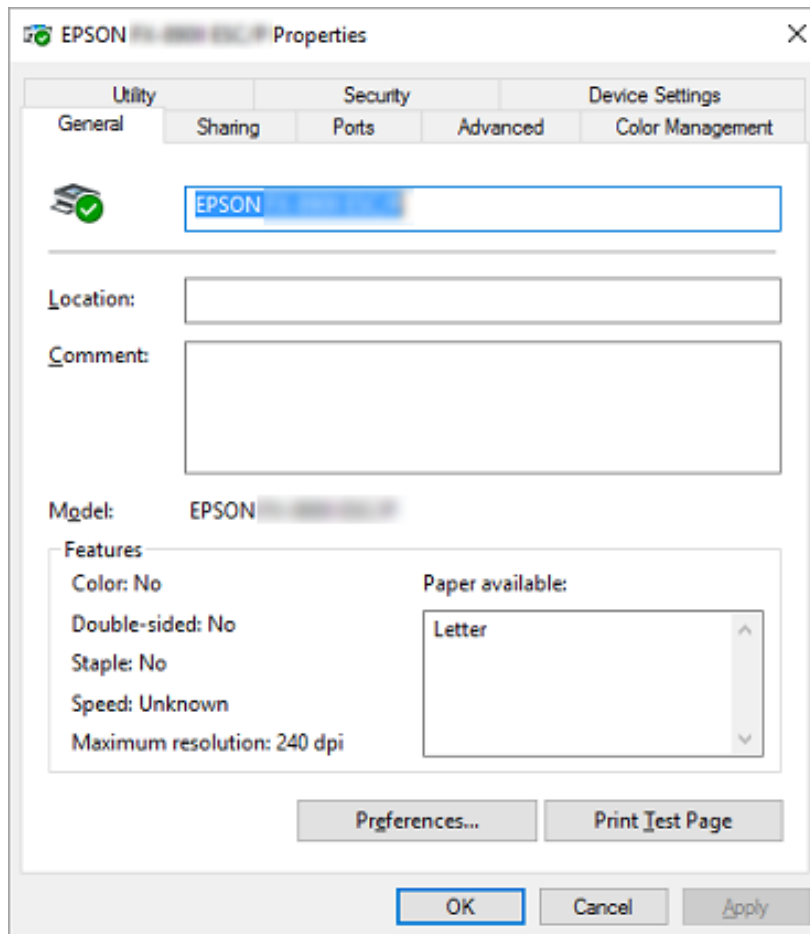 EPSON Properties
Utility Security Device Settings
General Sharing Ports Advanced Color Management
EPSON
Location:
Comment:
Model: EPSON
Features
Color: No
Paper available:
Double-sided: No
Letter
Staple: No
Speed: Unknown
Maximum resolution: 240 dpi
Preferences... Print Test Page
OK Cancel Apply